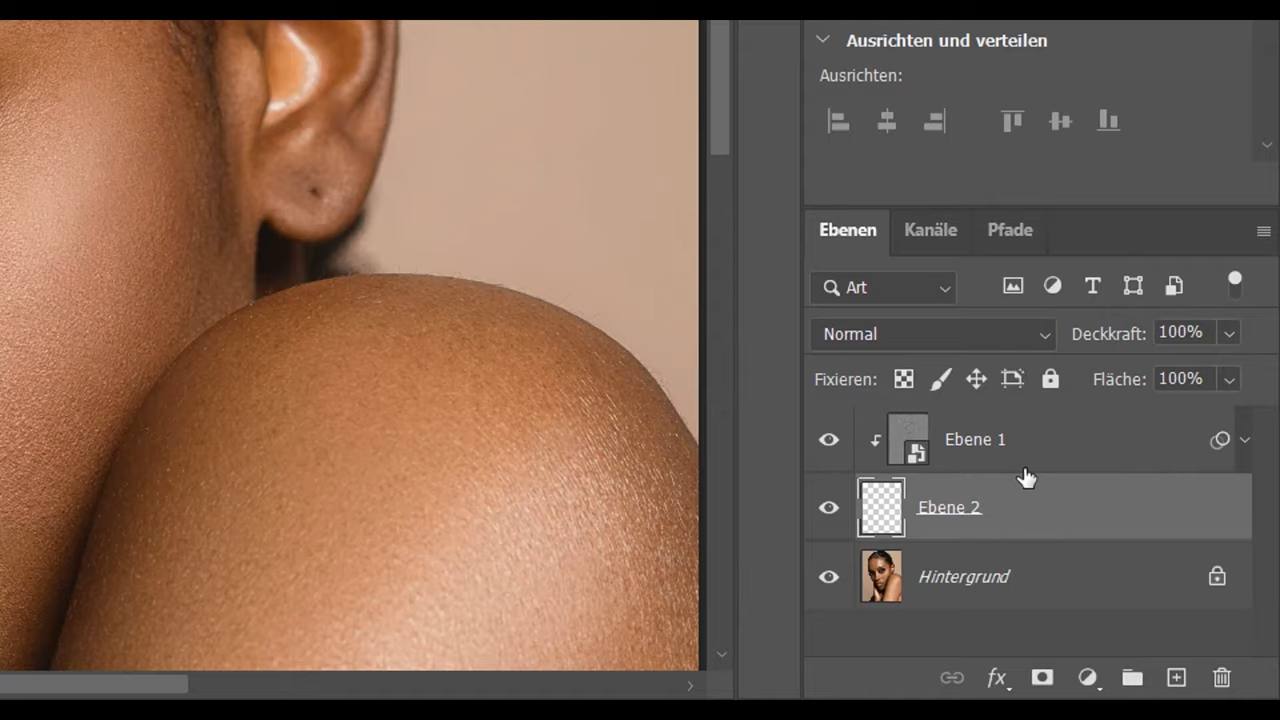 Ausrichten und verteilen
Ausrichten:
Ebenen Kanäle Pfade
Art
Normal Deckkraft: 100%
Fixieren: Fläche: 100%
Ebene 1
Ebene 2
Hintergrund
fx